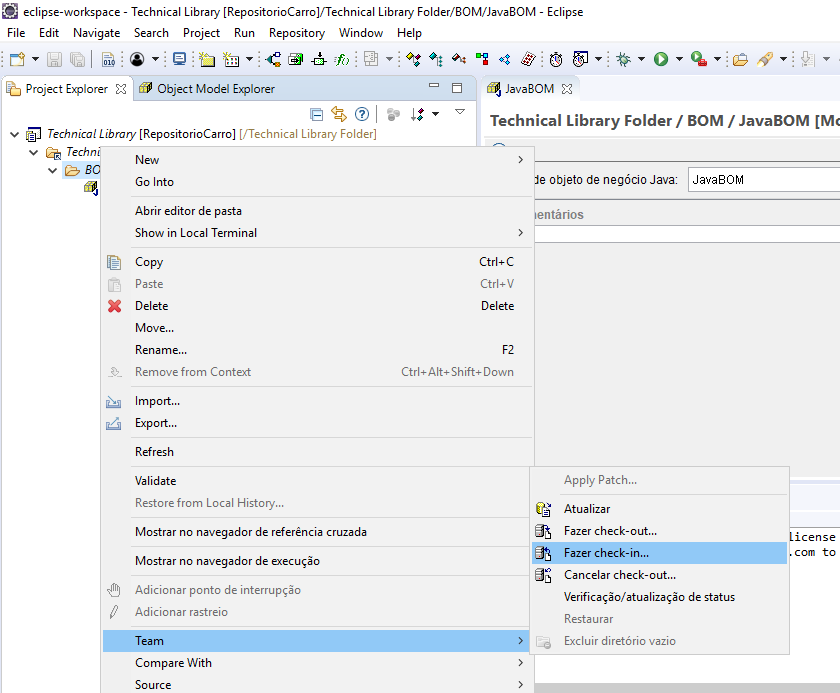 eclipse-workspace - Technical Library [RepositorioCarro]/Technical Library Folder/BOM/JavaBOM - Eclipse
File Edit Navigate Search Project Run Repository Window Help
Project Explorer Object Model Explorer JavaBOM
Technical Library [RepositorioCarro] [/Technical Library Folder]
Technical Library Folder / BOM / JavaBOM [Mo
Techni
BO
New
Go Into
de objeto de negócio Java: JavaBOM
Abrir editor de pasta
entários
Show in Local Terminal
Copy Ctrl+C
Paste Ctrl+V
Delete Delete
Move...
Rename... F2
Remove from Context Ctrl+Alt+Shift+Down
Import...
Export...
Refresh
Validate
Restore from Local History...
Mostrar no navegador de referência cruzada
Mostrar no navegador de execução
Adicionar ponto de interrupção
Adicionar rastreio
Team
Compare With
Source
Apply Patch...
Atualizar
Fazer check-out...
Fazer check-in...
Cancelar check-out...
Verificação/atualização de status
Restaurar
Excluir diretório vazio
license
.com to